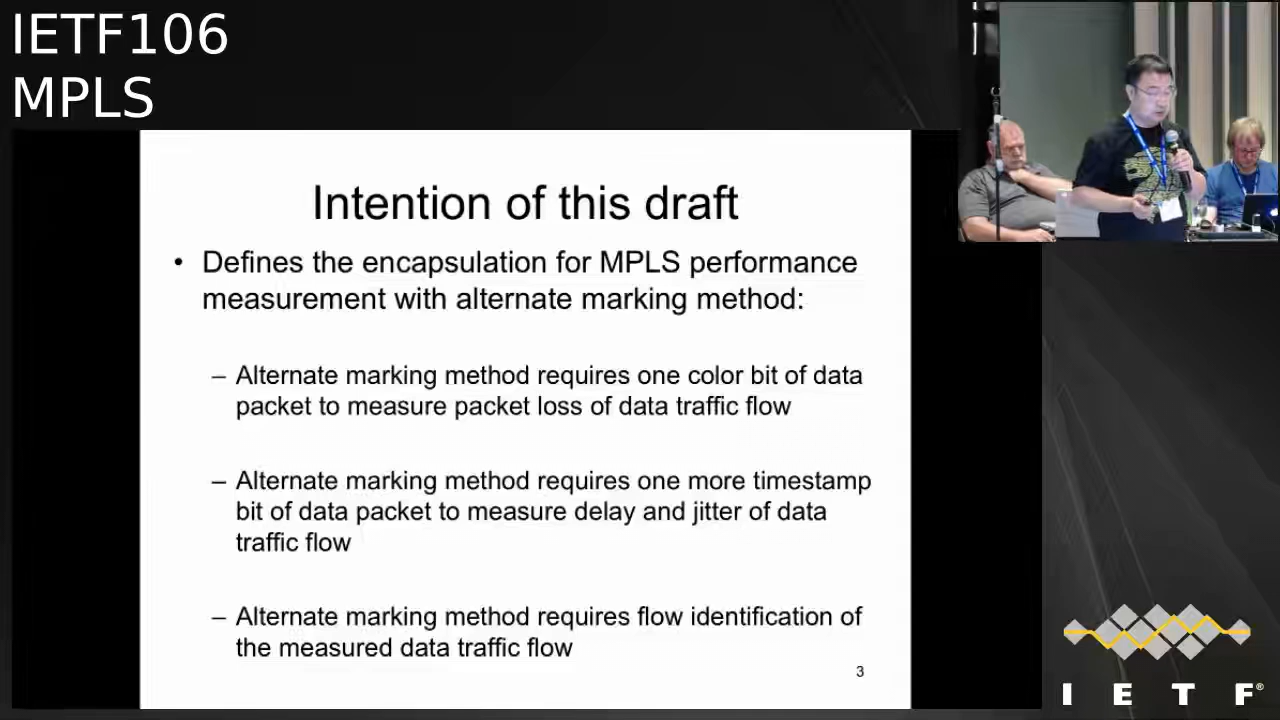 IETF106
MPLS
Intention of this draft
• Defines the encapsulation for MPLS performance
measurement with alternate marking method:
– Alternate marking method requires one color bit of data
packet to measure packet loss of data traffic flow
– Alternate marking method requires one more timestamp
bit of data packet to measure delay and jitter of data
traffic flow
– Alternate marking method requires flow identification of
the measured data traffic flow
3
I E T F®